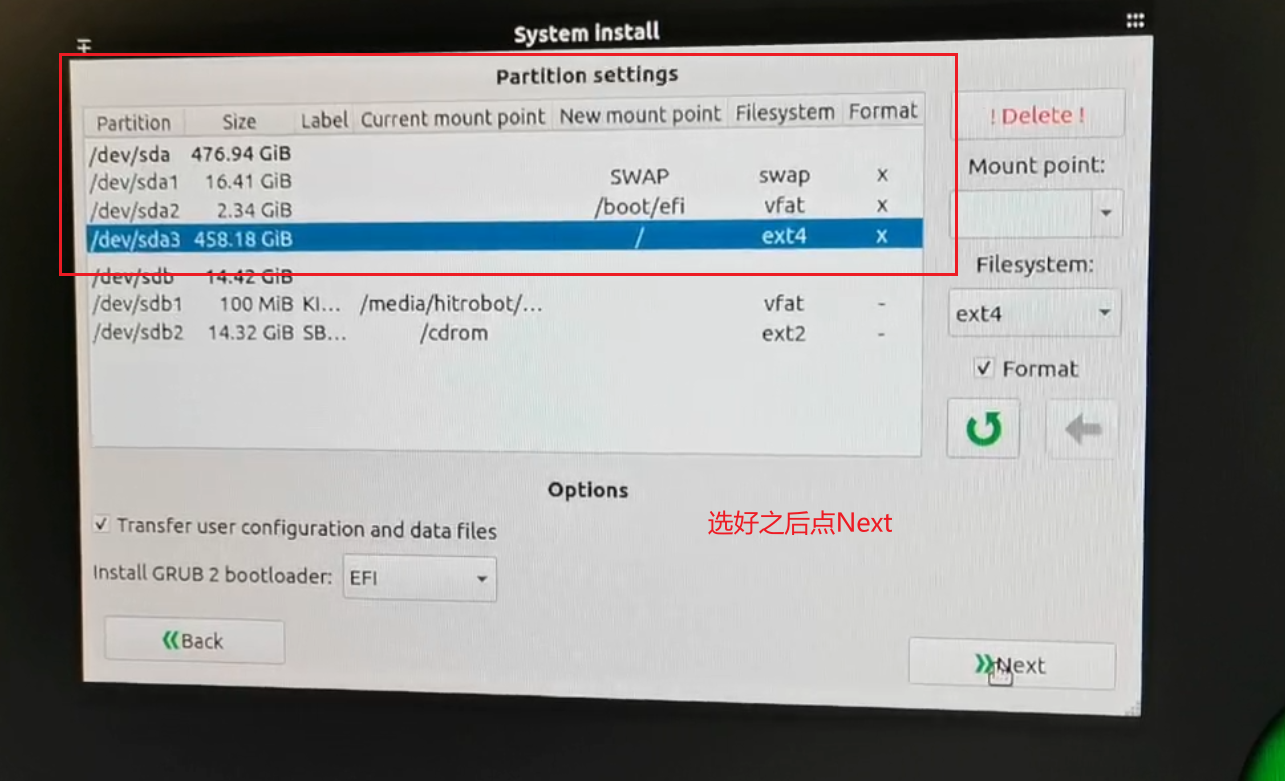 System install
Partition settings
Partition Size Label Current mount point New mount point Filesystem Format
/dev/sda 476.94 GiB
/dev/sda1 16.41 GiB SWAP swap x
/dev/sda2 2.34 GiB /boot/efi vfat x
/dev/sda3 458.18 GiB / ext4 x
/dev/sdb 14.42 GiB
/dev/sdb1 100 MiB KI... /media/hitrobot/... vfat -
/dev/sdb2 14.32 GiB SB... /cdrom ext2 -
! Delete !
Mount point:
Filesystem:
ext4
Format
Options
Transfer user configuration and data files
选好之后点Next
Install GRUB 2 bootloader: EFI
Back
Next